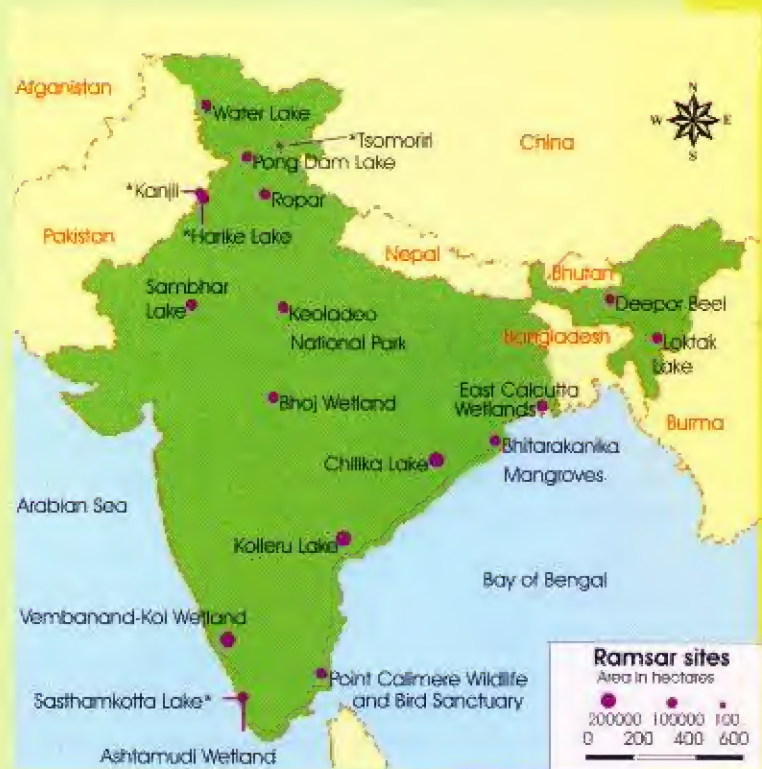 Afganistan
*Water Lake
*Tsomoriri
China
W E
S
Pong Dam Lake
*Kanjli
Ropar
*Harike Lake
Pakistan
Nepal
Bhutan
Sambhar
Lake
Deepor Beel
Keoladeo
National Park
Bangladesh
Loktak
Lake
East Calcutta
Wetlands
Bhoj Wetland
Burma
Bhitarakanika
Mangroves
Chilika Lake
Arabian Sea
Kolleru Lake
Bay of Bengal
Vembanand-Kol Wetland
Ramsar sites
Area in hectares
200000 100000 100
0 200 400 600
Point Calimere Wildlife
and Bird Sanctuary
Sasthamkotta Lake*
Ashtamudi Wetland